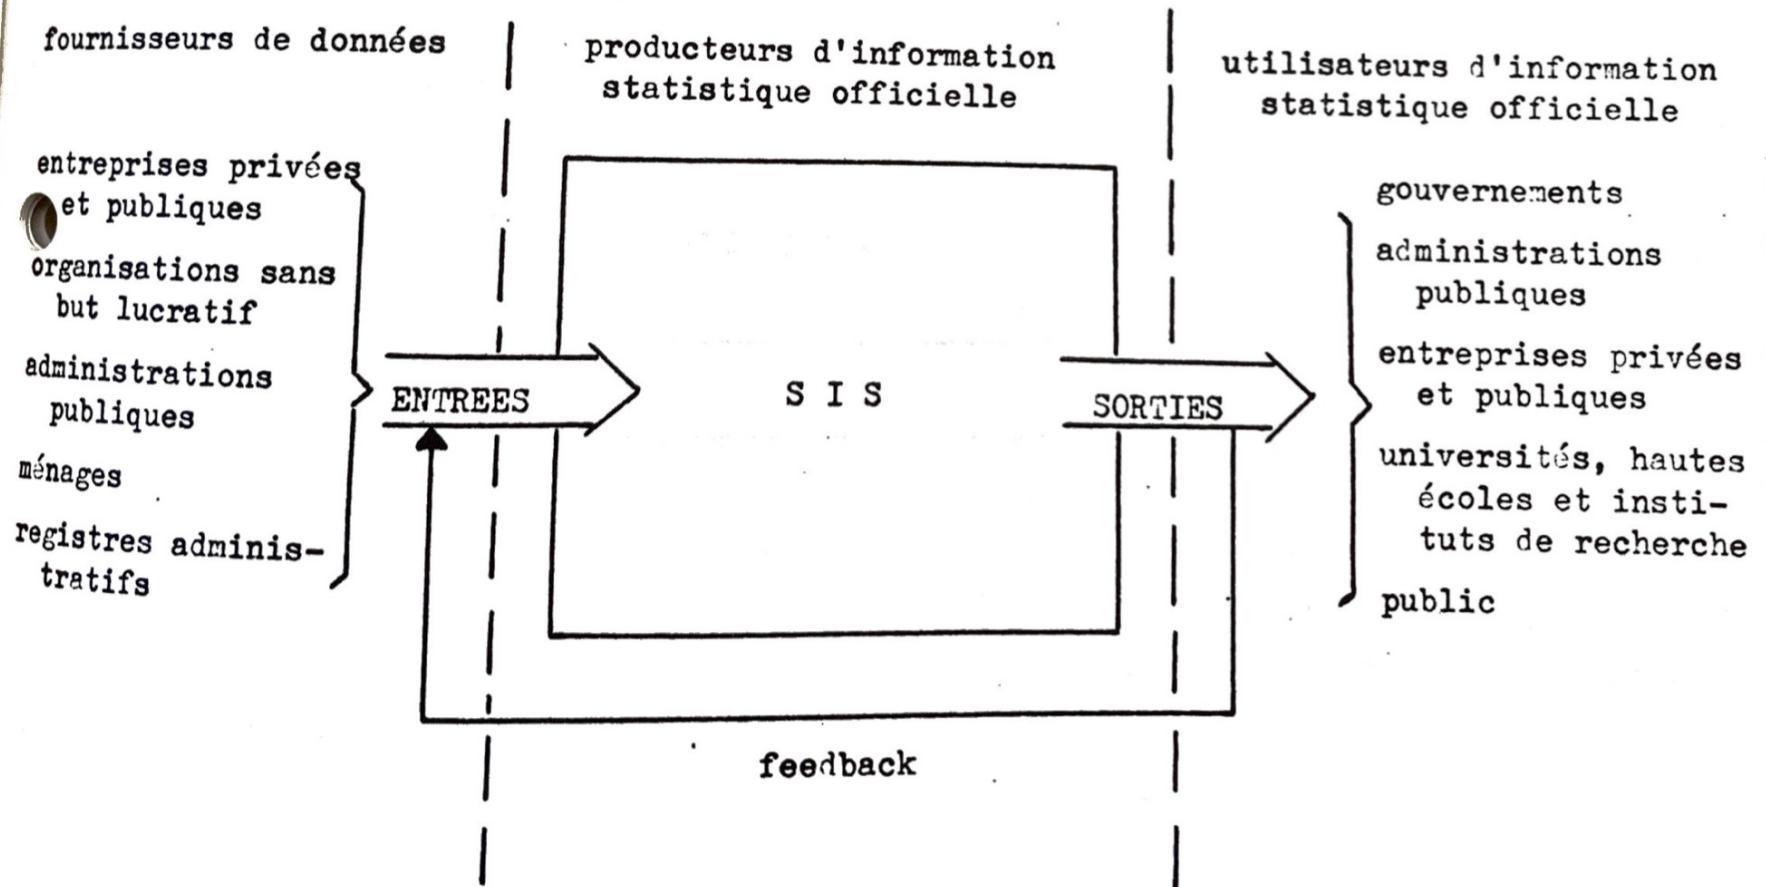 fournisseurs de données
entreprises privées
et publiques
organisations sans
but lucratif
administrations
publiques
ménages
registres adminis-
tratifs
producteurs d'information
statistique officielle
ENTREES
S I S
SORTIES
feedback
utilisateurs d'information
statistique officielle
gouvernements
administrations
publiques
entreprises privées
et publiques
universités, hautes
écoles et insti-
tuts de recherche
public